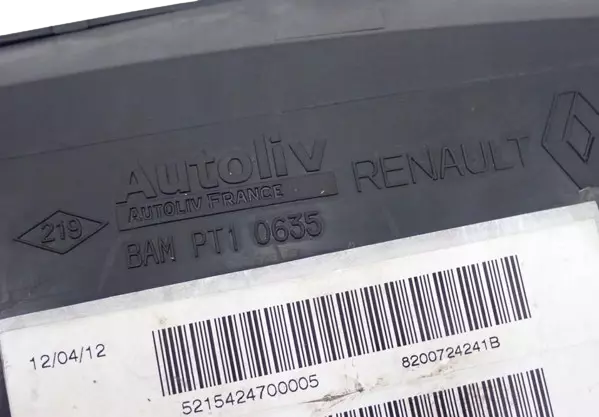 Autoliv
AUTOLIV FRANCE
RENAULT
219
BAM PT1 0635
12/04/12
5215424700005
8200724241B